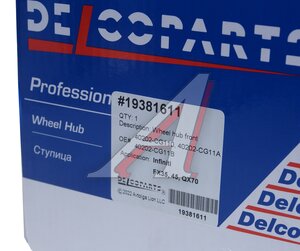 DELCOPARTS
Profession
Wheel Hub
Ступица
#19381611
QTY: 1
Description: Wheel Hub front
OE# 40202-CG110, 40202-CG11A
40202-CG11B
Application: Infiniti
FX35, 45, QX70
DELCOPARTS
19381611
Delco
Delco
Delco